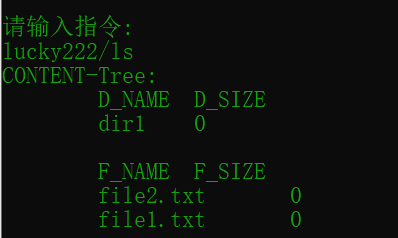 请输入指令:
lucky222/ls
CONTENT-Tree:
D_NAME D_SIZE
dir1 0
F_NAME F_SIZE
file2.txt 0
file1.txt 0